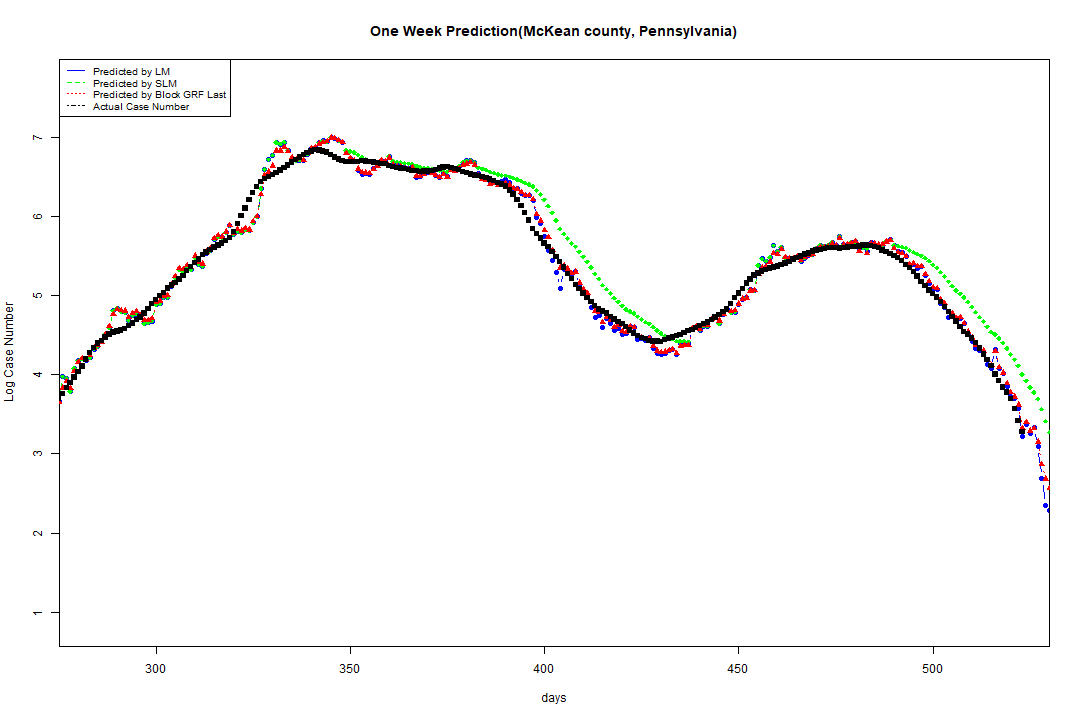 One Week Prediction(McKean county, Pennsylvania)
Predicted by LM
Predicted by SLM
Predicted by Block GRF Last
Actual Case Number
7
6
5
4
3
2
1
Log Case Number
300 350 400 450 500
days